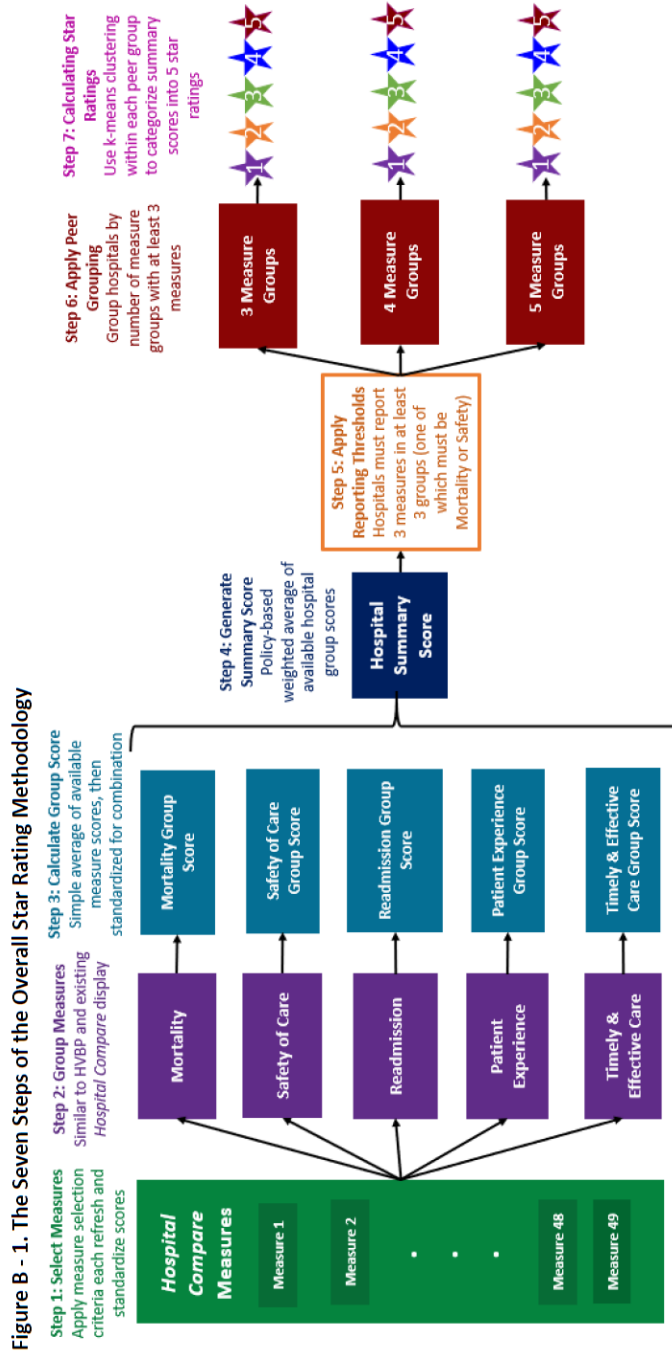 Figure B - 1. The Seven Steps of the Overall Star Rating Methodology
Step 1: Select Measures
Apply measure selection
criteria each refresh and
standardize scores
Hospital
Compare
Measures
Measure 1
Measure 2
.
.
.
Measure 48
Measure 49
Step 2: Group Measures
Similar to HVBP and existing
Hospital Compare display
Mortality
Safety of Care
Readmission
Patient
Experience
Timely &
Effective Care
Step 3: Calculate Group Score
Simple average of available
measure scores, then
standardized for combination
Mortality Group
Score
Safety of Care
Group Score
Readmission Group
Score
Patient Experience
Group Score
Timely & Effective
Care Group Score
Step 4: Generate
Summary Score
Policy-based
weighted average of
available hospital
group scores
Hospital
Summary
Score
Step 5: Apply
Reporting Thresholds
Hospitals must report
3 measures in at least
3 groups (one of
which must be
Mortality or Safety)
Step 6: Apply Peer
Grouping
Group hospitals by
number of measure
groups with at least 3
measures
3 Measure
Groups
4 Measure
Groups
5 Measure
Groups
Step 7: Calculating Star
Ratings
Use k-means clustering
within each peer group
to categorize summary
scores into 5 star
ratings
1 2 3 4 5
1 2 3 4 5
1 2 3 4 5